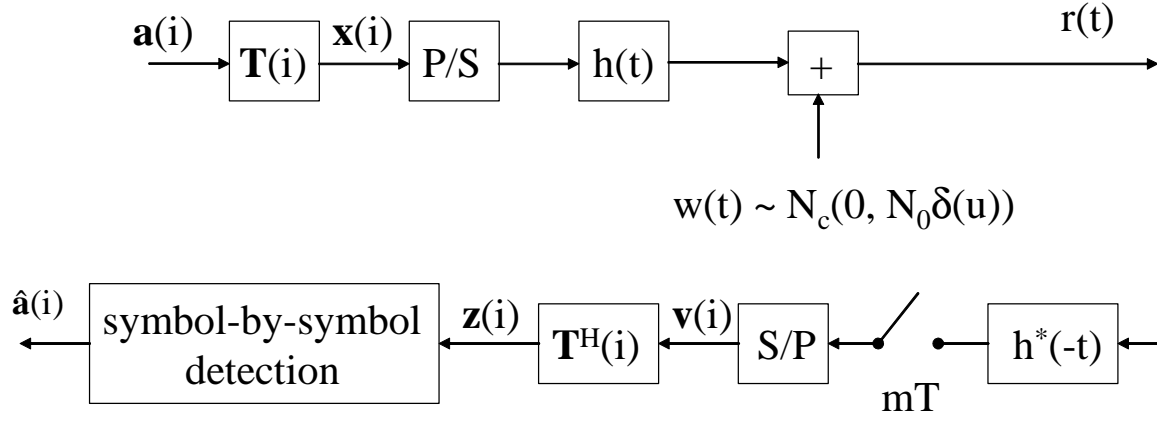 a(i)
T(i)
x(i)
P/S
h(t)
+
r(t)
w(t) ~ N_c(0, N_0δ(u))
â(i)
symbol-by-symbol
detection
z(i)
T^H(i)
v(i)
S/P
mT
h^*(-t)